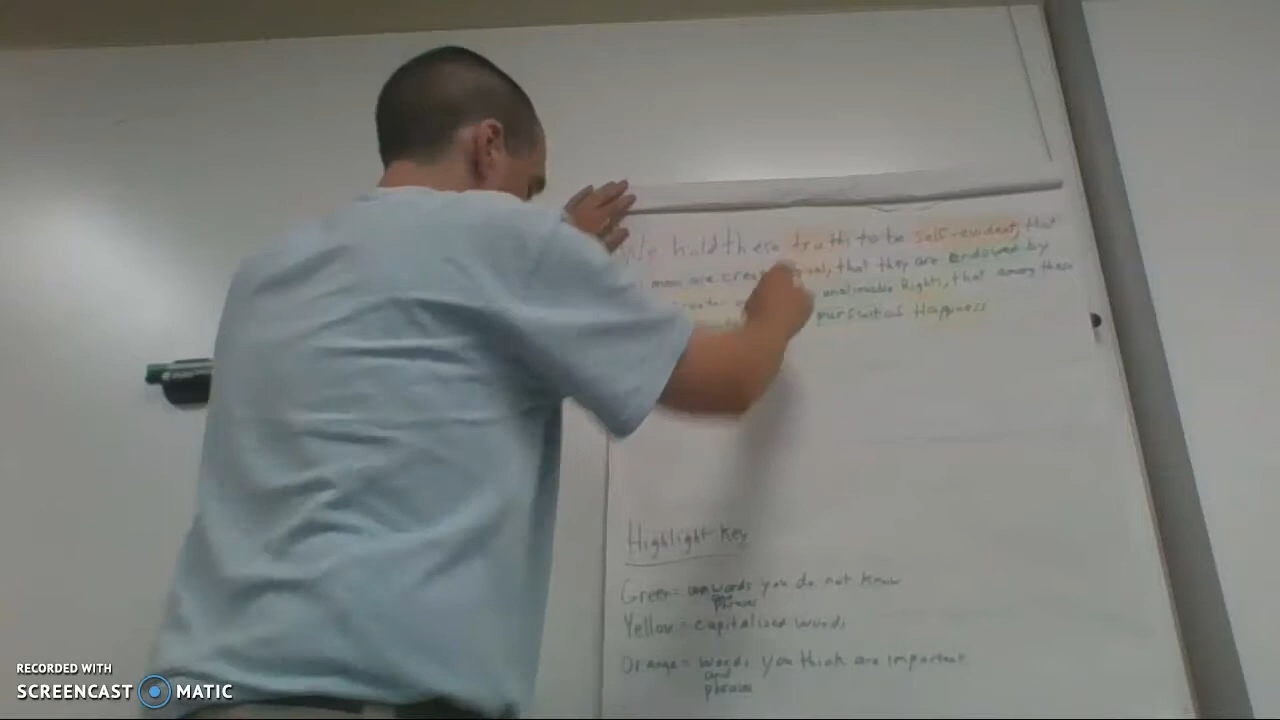 We hold these truths to be self-evident, that
men are equal, that they are endowed by
unalienable Rights, that among these
pursuit of Happiness
Highlight Key
Green = words you do not know
and
phrases
Yellow = capitalized words
Orange = words you think are important
and
phrases
RECORDED WITH
SCREENCAST MATIC